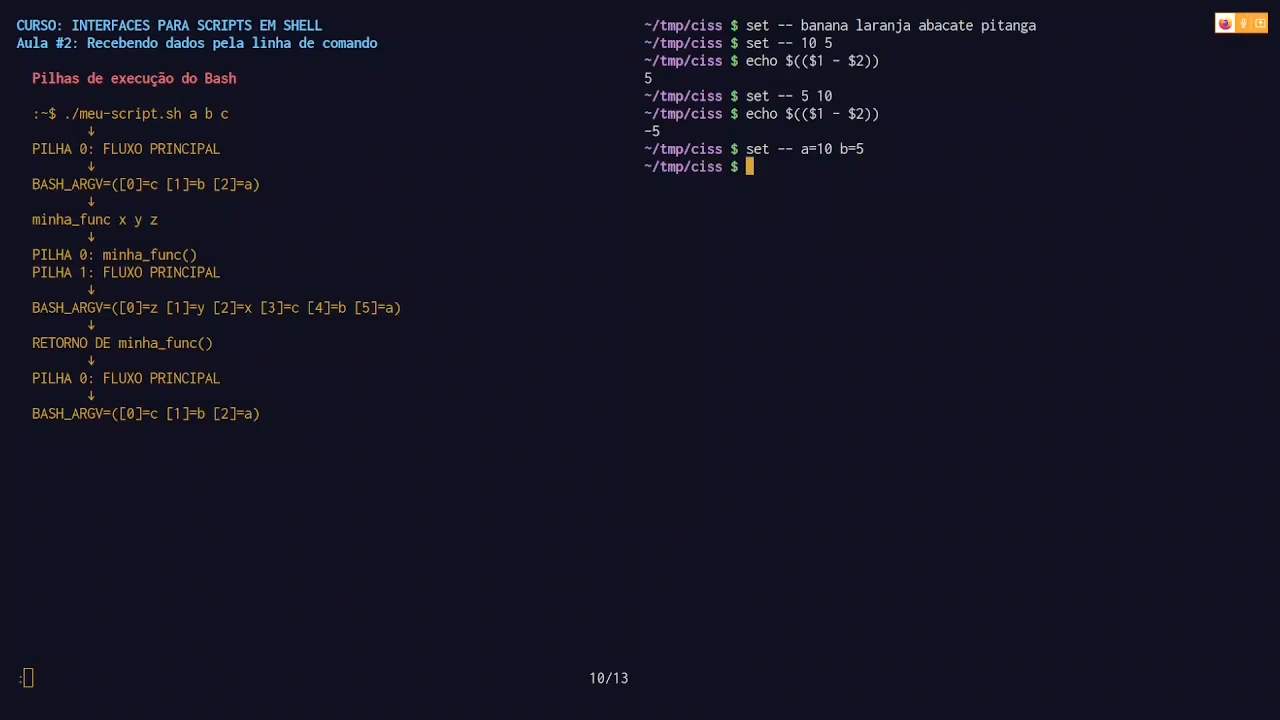 CURSO: INTERFACES PARA SCRIPTS EM SHELL
Aula #2: Recebendo dados pela linha de comando
Pilhas de execução do Bash
:~$ ./meu-script.sh a b c
↓
PILHA 0: FLUXO PRINCIPAL
↓
BASH_ARGV=([0]=c [1]=b [2]=a)
↓
minha_func x y z
↓
PILHA 0: minha_func()
PILHA 1: FLUXO PRINCIPAL
↓
BASH_ARGV=([0]=z [1]=y [2]=x [3]=c [4]=b [5]=a)
↓
RETORNO DE minha_func()
↓
PILHA 0: FLUXO PRINCIPAL
↓
BASH_ARGV=([0]=c [1]=b [2]=a)
:
10/13
~/tmp/ciss $ set -- banana laranja abacate pitanga
~/tmp/ciss $ set -- 10 5
~/tmp/ciss $ echo $(($1 - $2))
5
~/tmp/ciss $ set -- 5 10
~/tmp/ciss $ echo $(($1 - $2))
-5
~/tmp/ciss $ set -- a=10 b=5
~/tmp/ciss $